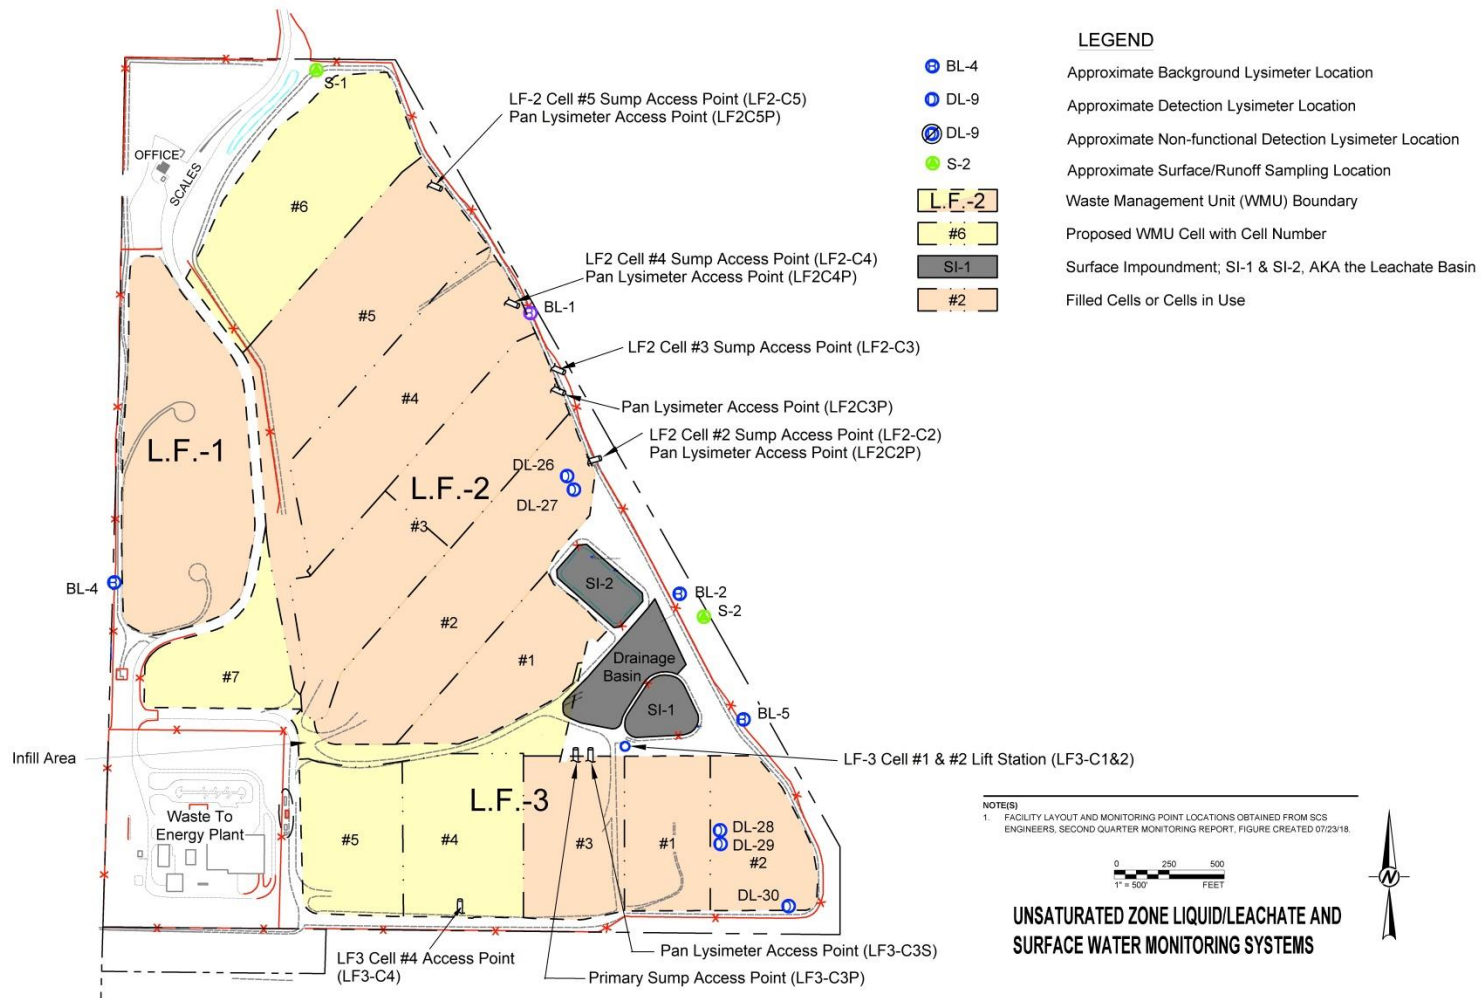 LEGEND
BL-4
Approximate Background Lysimeter Location
DL-9
Approximate Detection Lysimeter Location
DL-9
Approximate Non-functional Detection Lysimeter Location
S-2
Approximate Surface/Runoff Sampling Location
L.F.-2
Waste Management Unit (WMU) Boundary
#6
Proposed WMU Cell with Cell Number
SI-1
Surface Impoundment; SI-1 & SI-2, AKA the Leachate Basin
#2
Filled Cells or Cells in Use
S-1
LF-2 Cell #5 Sump Access Point (LF2-C5)
Pan Lysimeter Access Point (LF2C5P)
OFFICE
SCALES
#6
LF2 Cell #4 Sump Access Point (LF2-C4)
Pan Lysimeter Access Point (LF2C4P)
BL-1
#5
LF2 Cell #3 Sump Access Point (LF2-C3)
#4
Pan Lysimeter Access Point (LF2C3P)
LF2 Cell #2 Sump Access Point (LF2-C2)
Pan Lysimeter Access Point (LF2C2P)
L.F.-1
DL-26
L.F.-2
DL-27
#3
BL-4
SI-2
BL-2
S-2
#2
#1
Drainage
Basin
#7
SI-1
BL-5
Infill Area
LF-3 Cell #1 & #2 Lift Station (LF3-C1&2)
L.F.-3
Waste To
Energy Plant
#5
#4
#3
#1
DL-28
DL-29
#2
DL-30
LF3 Cell #4 Access Point
(LF3-C4)
Pan Lysimeter Access Point (LF3-C3S)
Primary Sump Access Point (LF3-C3P)
NOTE(S)
1. FACILITY LAYOUT AND MONITORING POINT LOCATIONS OBTAINED FROM SCS
ENGINEERS, SECOND QUARTER MONITORING REPORT, FIGURE CREATED 07/23/18.
0 250 500
1" = 500' FEET
N
UNSATURATED ZONE LIQUID/LEACHATE AND
SURFACE WATER MONITORING SYSTEMS